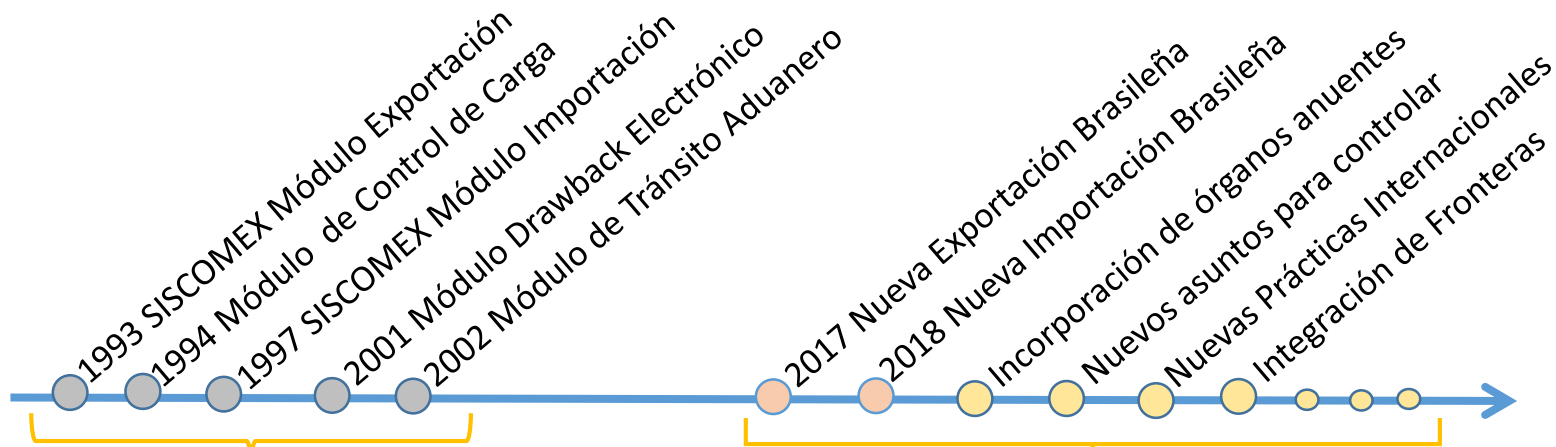 1993 SISCOMEX Módulo Exportación
1994 Módulo de Control de Carga
1997 SISCOMEX Módulo Importación
2001 Módulo Drawback Electrónico
2002 Módulo de Tránsito Aduanero
2017 Nueva Exportación Brasileña
2018 Nueva Importación Brasileña
Incorporación de órganos anuentes
Nuevos asuntos para controlar
Nuevas Prácticas Internacionales
Integración de Fronteras